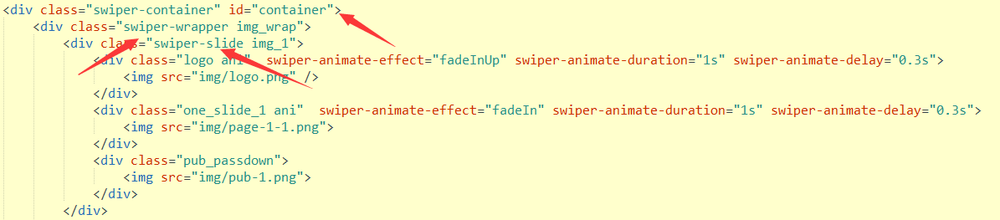 <div class="swiper-container" id="container">
<div class="swiper-wrapper img_wrap">
<div class="swiper-slide img_1">
<div class="logo ani"  swiper-animate-effect="fadeInUp" swiper-animate-duration="1s" swiper-animate-delay="0.3s">
<img src="img/logo.png" />
</div>
<div class="one_slide_1 ani"  swiper-animate-effect="fadeIn" swiper-animate-duration="1s" swiper-animate-delay="0.3s">
<img src="img/page-1-1.png">
</div>
<div class="pub_passdown">
<img src="img/pub-1.png">
</div>
</div>